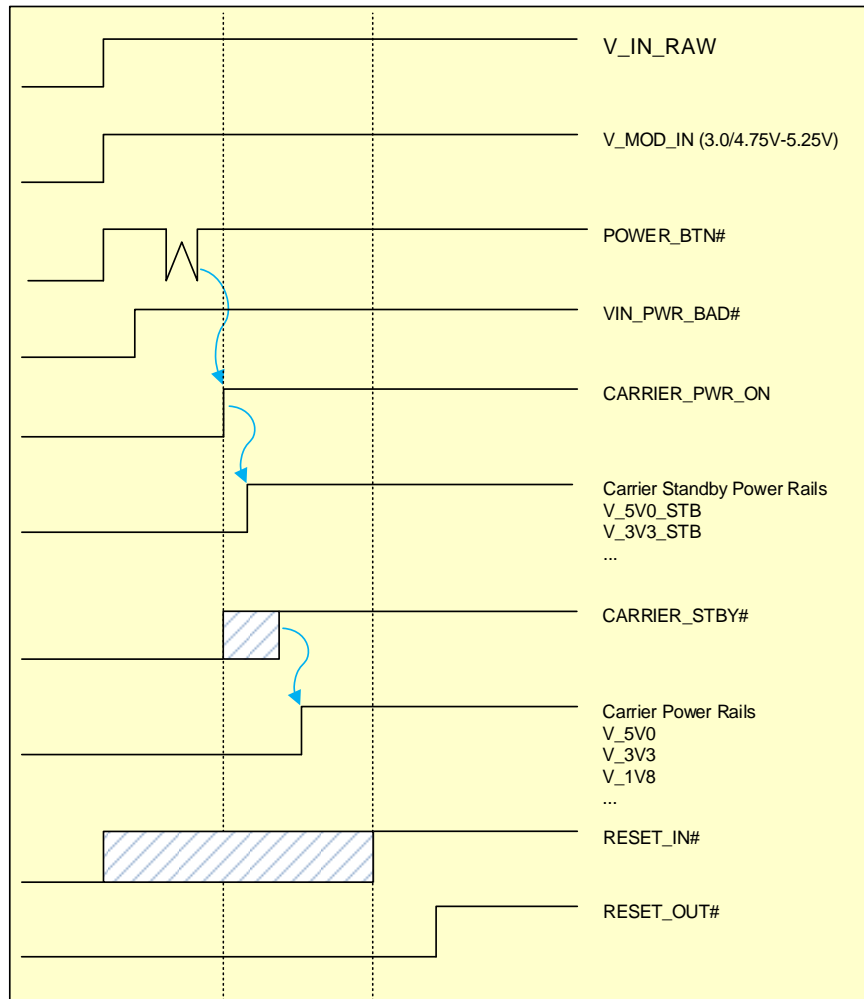 V_IN_RAW
V_MOD_IN (3.0/4.75V-5.25V)
POWER_BTN#
VIN_PWR_BAD#
CARRIER_PWR_ON
Carrier Standby Power Rails
V_5V0_STB
V_3V3_STB
...
CARRIER_STBY#
Carrier Power Rails
V_5V0
V_3V3
V_1V8
...
RESET_IN#
RESET_OUT#